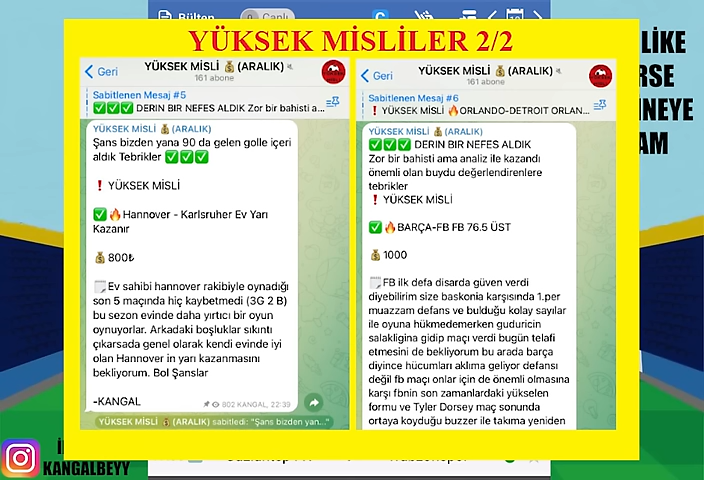 Bülten
Canlı
YÜKSEK MİSLİLER 2/2
LİKE
RSE
NEYE
AM
Geri
YÜKSEK MİSLİ 💰(ARALIK)
161 abone
Sabitlenen Mesaj #5
✅✅✅ DERIN BIR NEFES ALDIK Zor bir bahisti a...
YÜKSEK MİSLİ 💰(ARALIK)
Şans bizden yana 90 da gelen golle içeri
aldık Tebrikler ✅✅✅
❗ YÜKSEK MİSLİ
✅🔥Hannover - Karlsruher Ev Yarı
Kazanır
💰800₺
🗒Ev sahibi hannover rakibiyle oynadığı
son 5 maçında hiç kaybetmedi (3G 2 B)
bu sezon evinde daha yırtıcı bir oyun
oynuyorlar. Arkadaki boşluklar sıkıntı
çıkarsada genel olarak kendi evinde iyi
olan Hannover in yarı kazanmasını
bekliyorum. Bol Şanslar
-KANGAL
802 KANGAL, 22:39
YÜKSEK MİSLİ 💰(ARALIK) sabitledi: "Şans bizden yan..."
Geri
YÜKSEK MİSLİ 💰(ARALIK)
161 abone
Sabitlenen Mesaj #6
❗ YÜKSEK MİSLİ 🔥ORLANDO-DETROIT ORLAN...
YÜKSEK MİSLİ 💰(ARALIK)
✅✅✅ DERIN BIR NEFES ALDIK
Zor bir bahisti ama analiz ile kazandı
önemli olan buydu değerlendirenlere
tebrikler
❗ YÜKSEK MİSLİ
✅🔥BARÇA-FB FB 76.5 ÜST
💰1000
🗒FB ilk defa disarda güven verdi
diyebilirim size baskonia karşısında 1.per
muazzam defans ve bulduğu kolay sayılar
ile oyuna hükmedemerken guduricin
salakligina gidip maçı verdi bugün telafi
etmesini de bekliyorum bu arada barça
diyince hücumları aklıma geliyor defansı
değil fb maçı onlar için de önemli olmasına
karşı fbnin son zamanlardaki yükselen
formu ve Tyler Dorsey maç sonunda
ortaya koyduğu buzzer ile takıma yeniden
KANGALBEYY